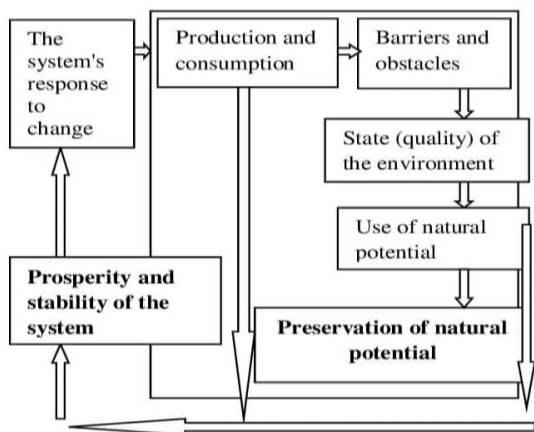 The
system's
response
to
change
Production and
consumption
Barriers and
obstacles
State (quality) of
the environment
Use of natural
potential
Prosperity and
stability of the
system
Preservation of natural
potential